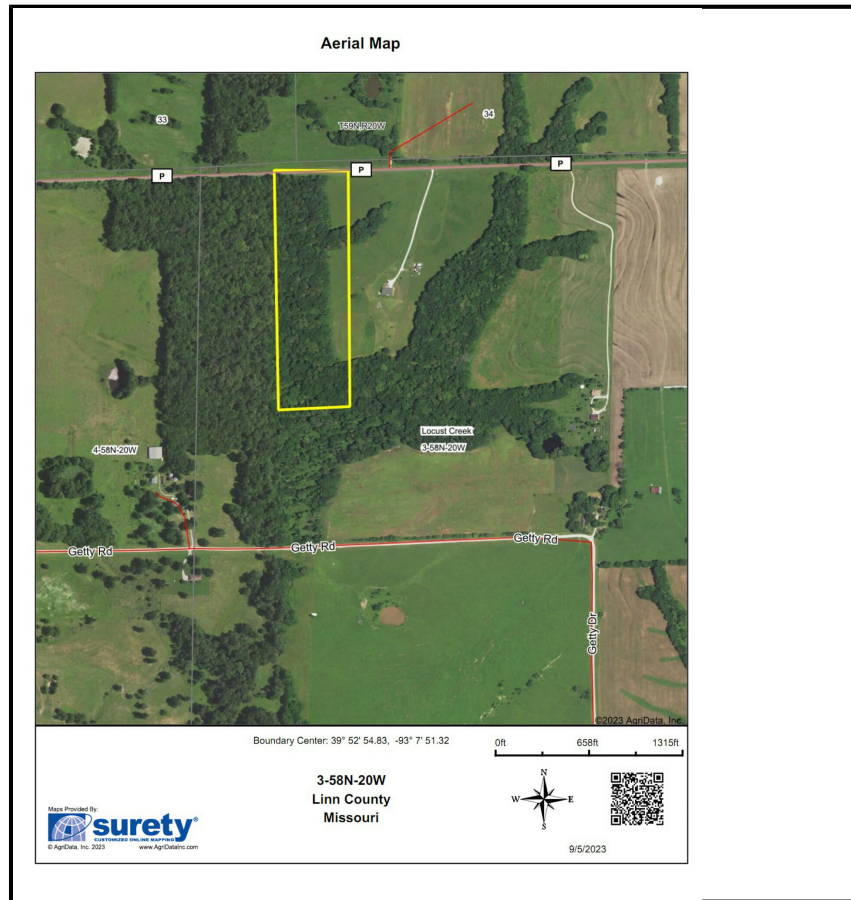 Aerial Map
33
T59N,R20W
34
P
P
P
Locust Creek
3-58N-20W
4-58N-20W
Getty Rd
Getty Rd
Getty Rd
Getty Dr
©2023 AgriData, Inc.
Boundary Center: 39° 52' 54.83, -93° 7' 51.32
0ft 658ft 1315ft
3-58N-20W
Linn County
Missouri
N
W E
S
Maps Provided By:
surety®
CUSTOMIZED ONLINE MAPPING
© AgriData, Inc. 2023 www.AgriDataInc.com
9/5/2023